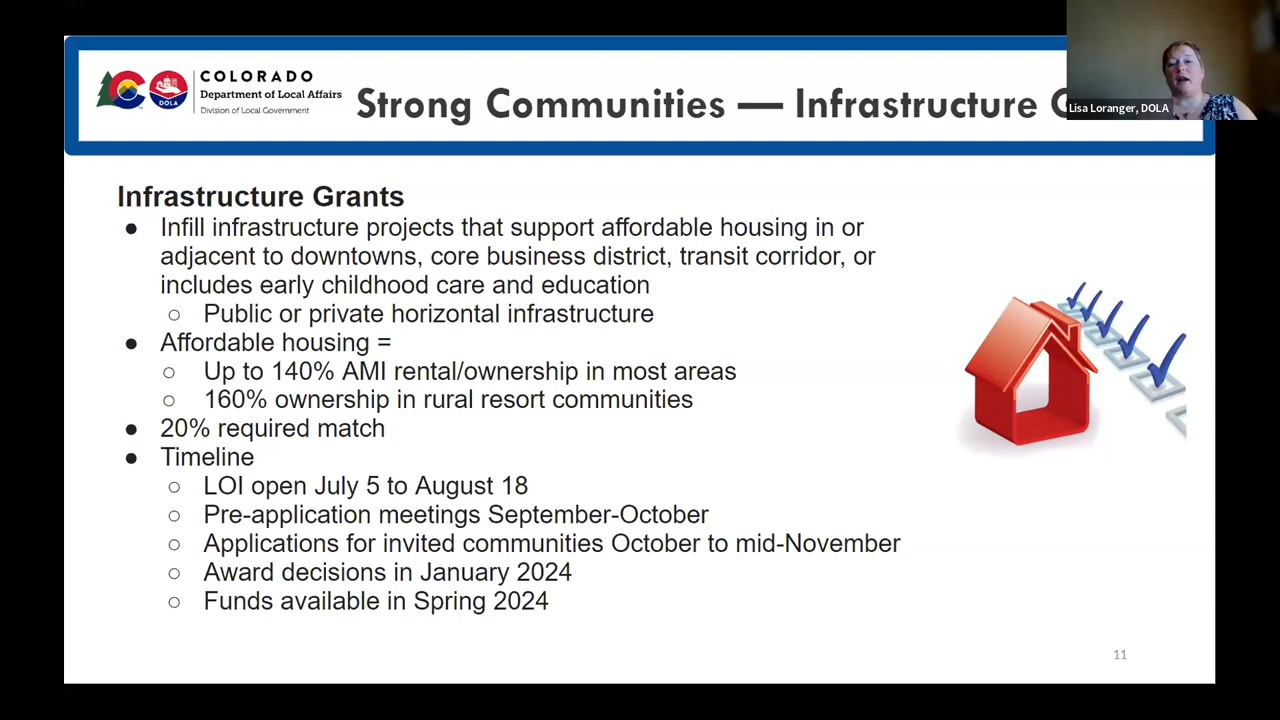 COLORADO
Department of Local Affairs
Division of Local Government
DOLA
Strong Communities — Infrastructure G
Lisa Loranger, DOLA
Infrastructure Grants
● Infill infrastructure projects that support affordable housing in or
adjacent to downtowns, core business district, transit corridor, or
includes early childhood care and education
○ Public or private horizontal infrastructure
● Affordable housing =
○ Up to 140% AMI rental/ownership in most areas
○ 160% ownership in rural resort communities
● 20% required match
● Timeline
○ LOI open July 5 to August 18
○ Pre-application meetings September-October
○ Applications for invited communities October to mid-November
○ Award decisions in January 2024
○ Funds available in Spring 2024
11